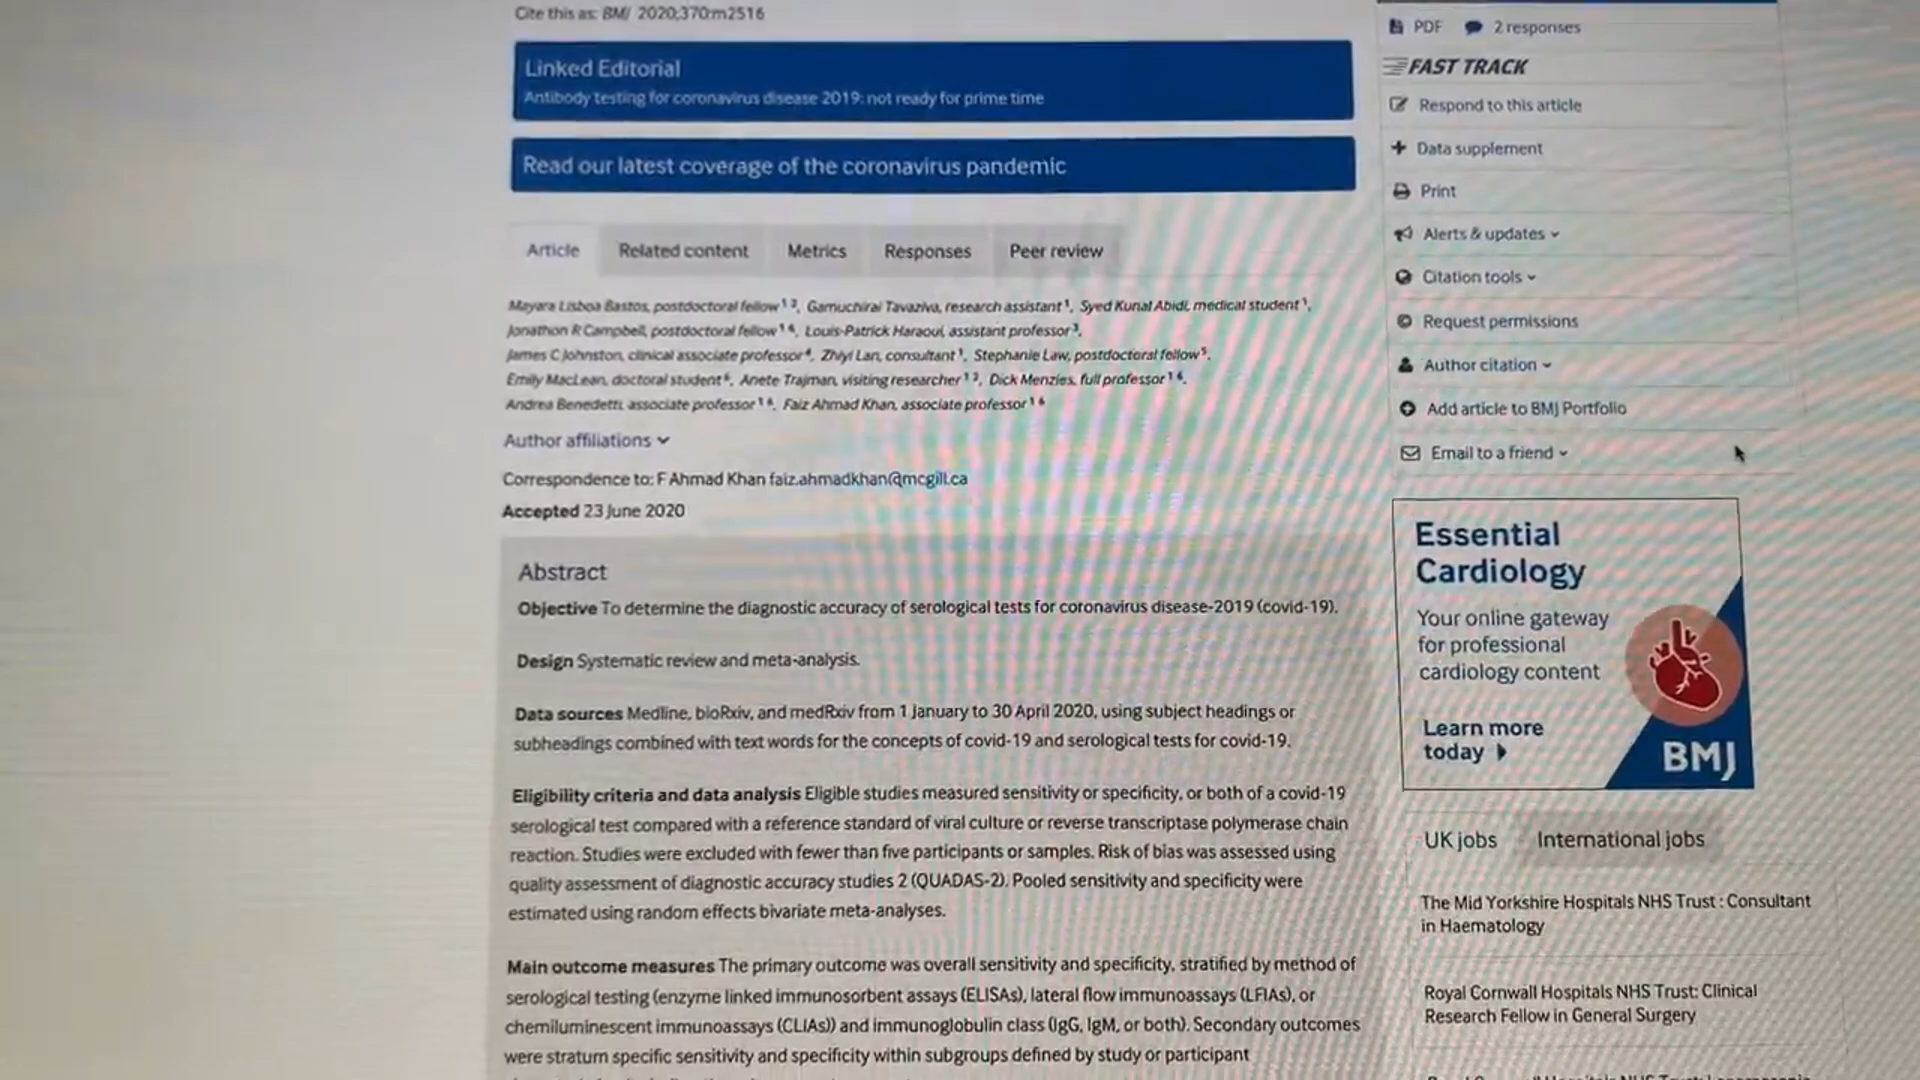 Cite this as: BMJ 2020;370:m2516
Linked Editorial
Antibody testing for coronavirus disease 2019: not ready for prime time
Read our latest coverage of the coronavirus pandemic
Article Related content Metrics Responses Peer review
Mayara Lisboa Bastos, postdoctoral fellow 1 2, Gamuchirai Tavaziva, research assistant 1, Syed Kunal Abidi, medical student 1,
Jonathon R Campbell, postdoctoral fellow 1 4, Louis-Patrick Haraoui, assistant professor 3,
James C Johnston, clinical associate professor 4, Zhiyi Lan, consultant 1, Stephanie Law, postdoctoral fellow 5,
Emily MacLean, doctoral student 6, Anete Trajman, visiting researcher 1 2, Dick Menzies, full professor 1 6,
Andrea Benedetti, associate professor 1 6, Faiz Ahmad Khan, associate professor 1 6
Author affiliations
Correspondence to: F Ahmad Khan faiz.ahmadkhan@mcgill.ca
Accepted 23 June 2020
Abstract
Objective To determine the diagnostic accuracy of serological tests for coronavirus disease-2019 (covid-19).
Design Systematic review and meta-analysis.
Data sources Medline, bioRxiv, and medRxiv from 1 January to 30 April 2020, using subject headings or
subheadings combined with text words for the concepts of covid-19 and serological tests for covid-19.
Eligibility criteria and data analysis Eligible studies measured sensitivity or specificity, or both of a covid-19
serological test compared with a reference standard of viral culture or reverse transcriptase polymerase chain
reaction. Studies were excluded with fewer than five participants or samples. Risk of bias was assessed using
quality assessment of diagnostic accuracy studies 2 (QUADAS-2). Pooled sensitivity and specificity were
estimated using random effects bivariate meta-analyses.
Main outcome measures The primary outcome was overall sensitivity and specificity, stratified by method of
serological testing (enzyme linked immunosorbent assays (ELISAs), lateral flow immunoassays (LFIAs), or
chemiluminescent immunoassays (CLIAs)) and immunoglobulin class (IgG, IgM, or both). Secondary outcomes
were stratum specific sensitivity and specificity within subgroups defined by study or participant
PDF 2 responses
FAST TRACK
Respond to this article
Data supplement
Print
Alerts & updates
Citation tools
Request permissions
Author citation
Add article to BMJ Portfolio
Email to a friend
Essential
Cardiology
Your online gateway
for professional
cardiology content
Learn more
today
BMJ
UK jobs International jobs
The Mid Yorkshire Hospitals NHS Trust : Consultant
in Haematology
Royal Cornwall Hospitals NHS Trust: Clinical
Research Fellow in General Surgery